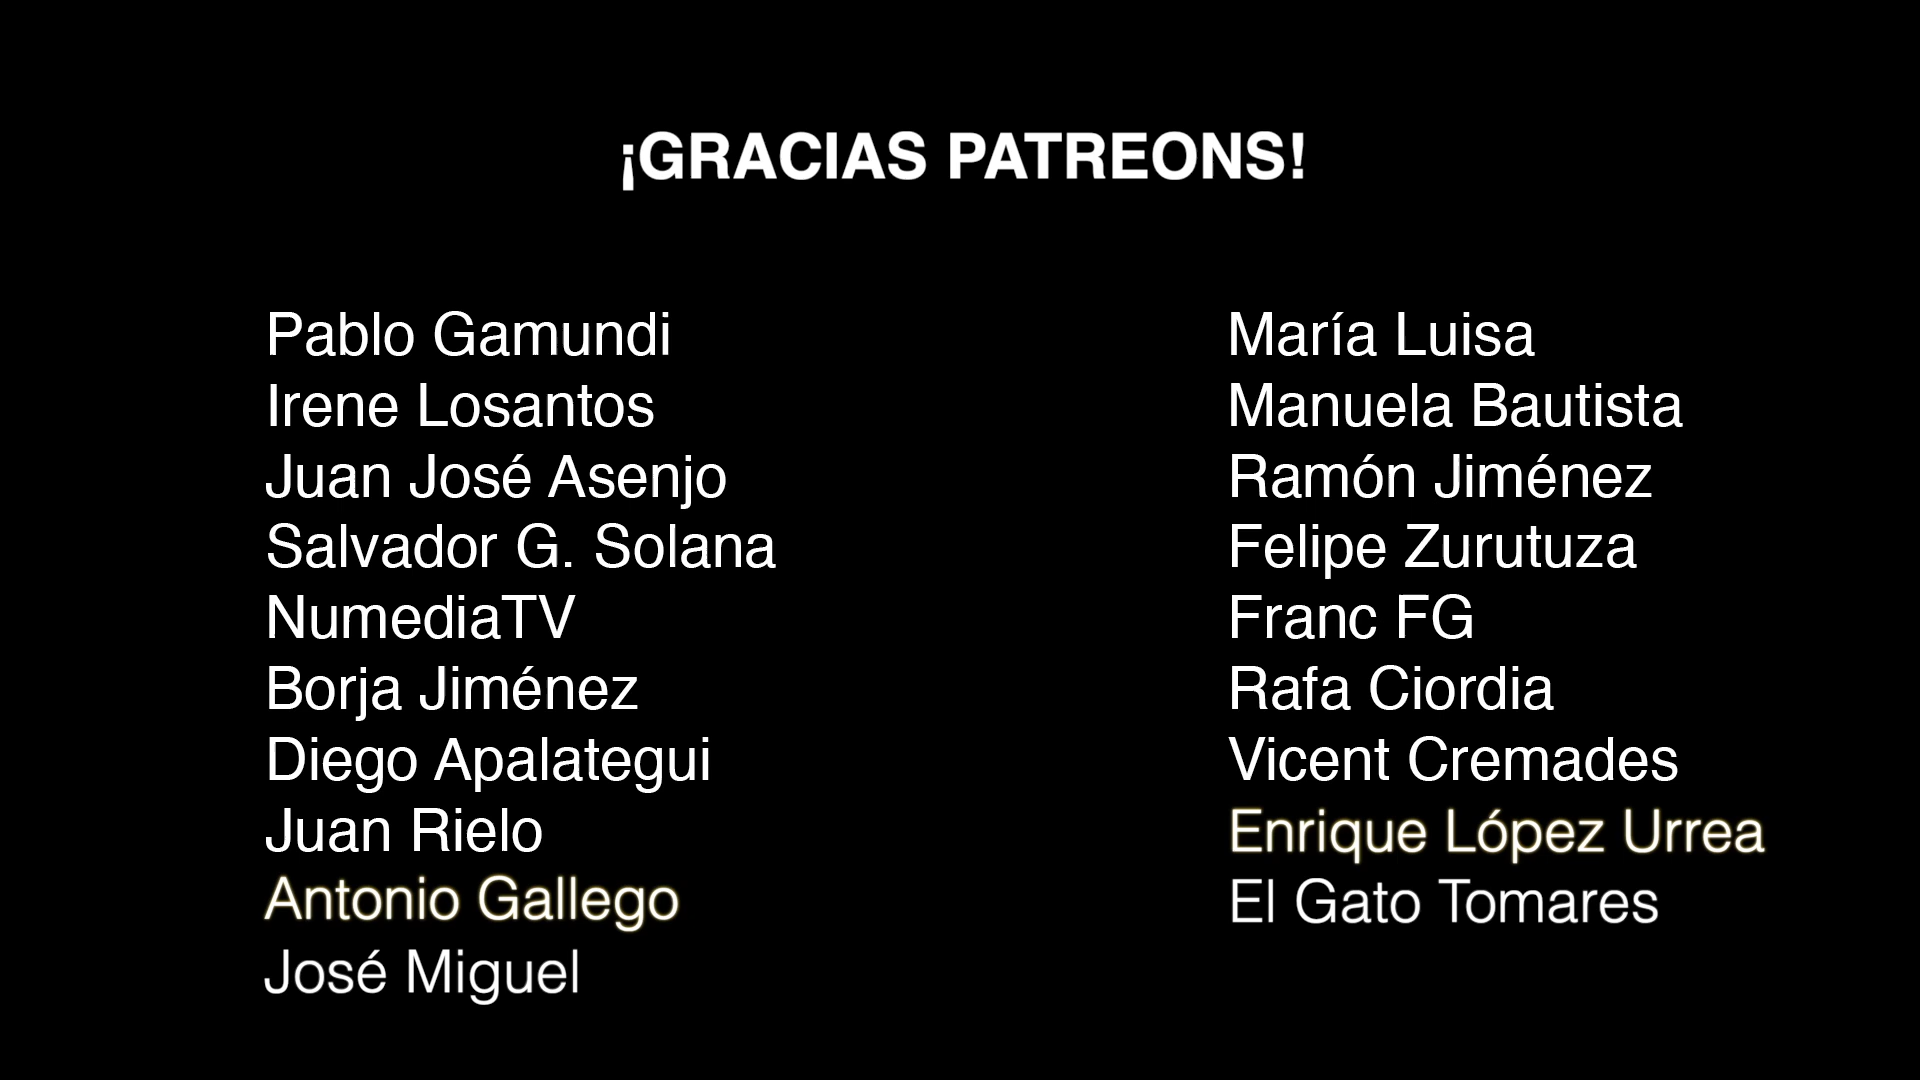 ¡GRACIAS PATREONS!
Pablo Gamundi
Irene Losantos
Juan José Asenjo
Salvador G. Solana
NumediaTV
Borja Jiménez
Diego Apalategui
Juan Rielo
Antonio Gallego
José Miguel
María Luisa
Manuela Bautista
Ramón Jiménez
Felipe Zurutuza
Franc FG
Rafa Ciordia
Vicent Cremades
Enrique López Urrea
El Gato Tomares